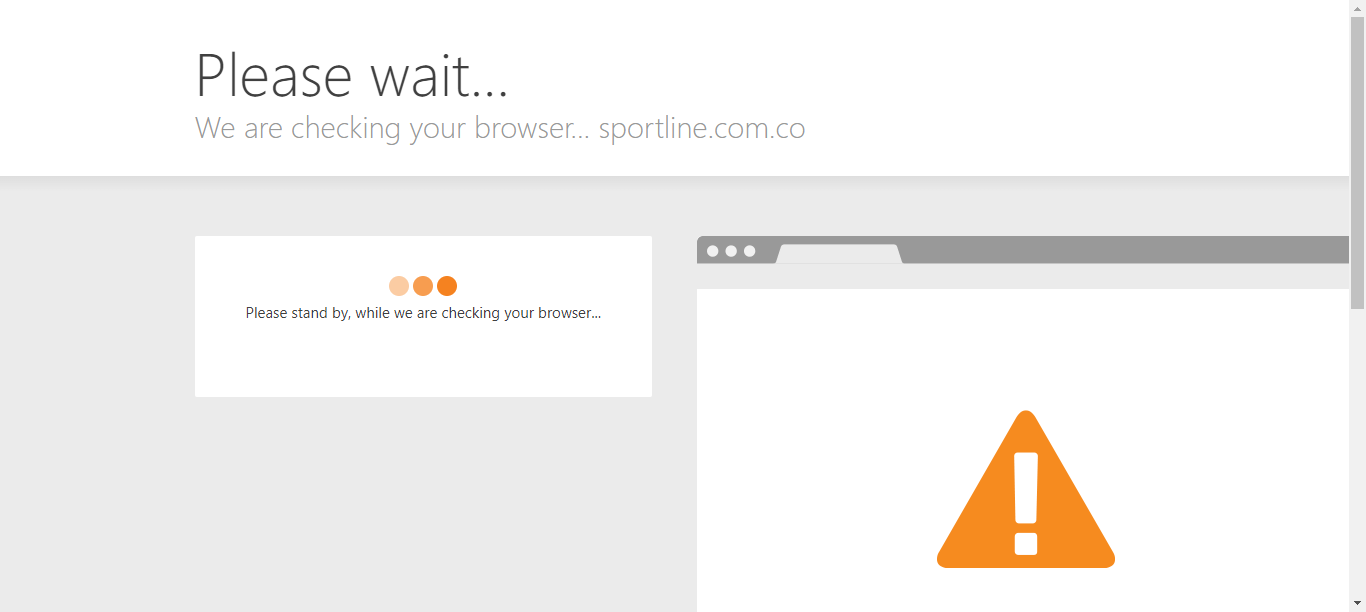 Please wait...
We are checking your browser... sportline.com.co
Please stand by, while we are checking your browser...